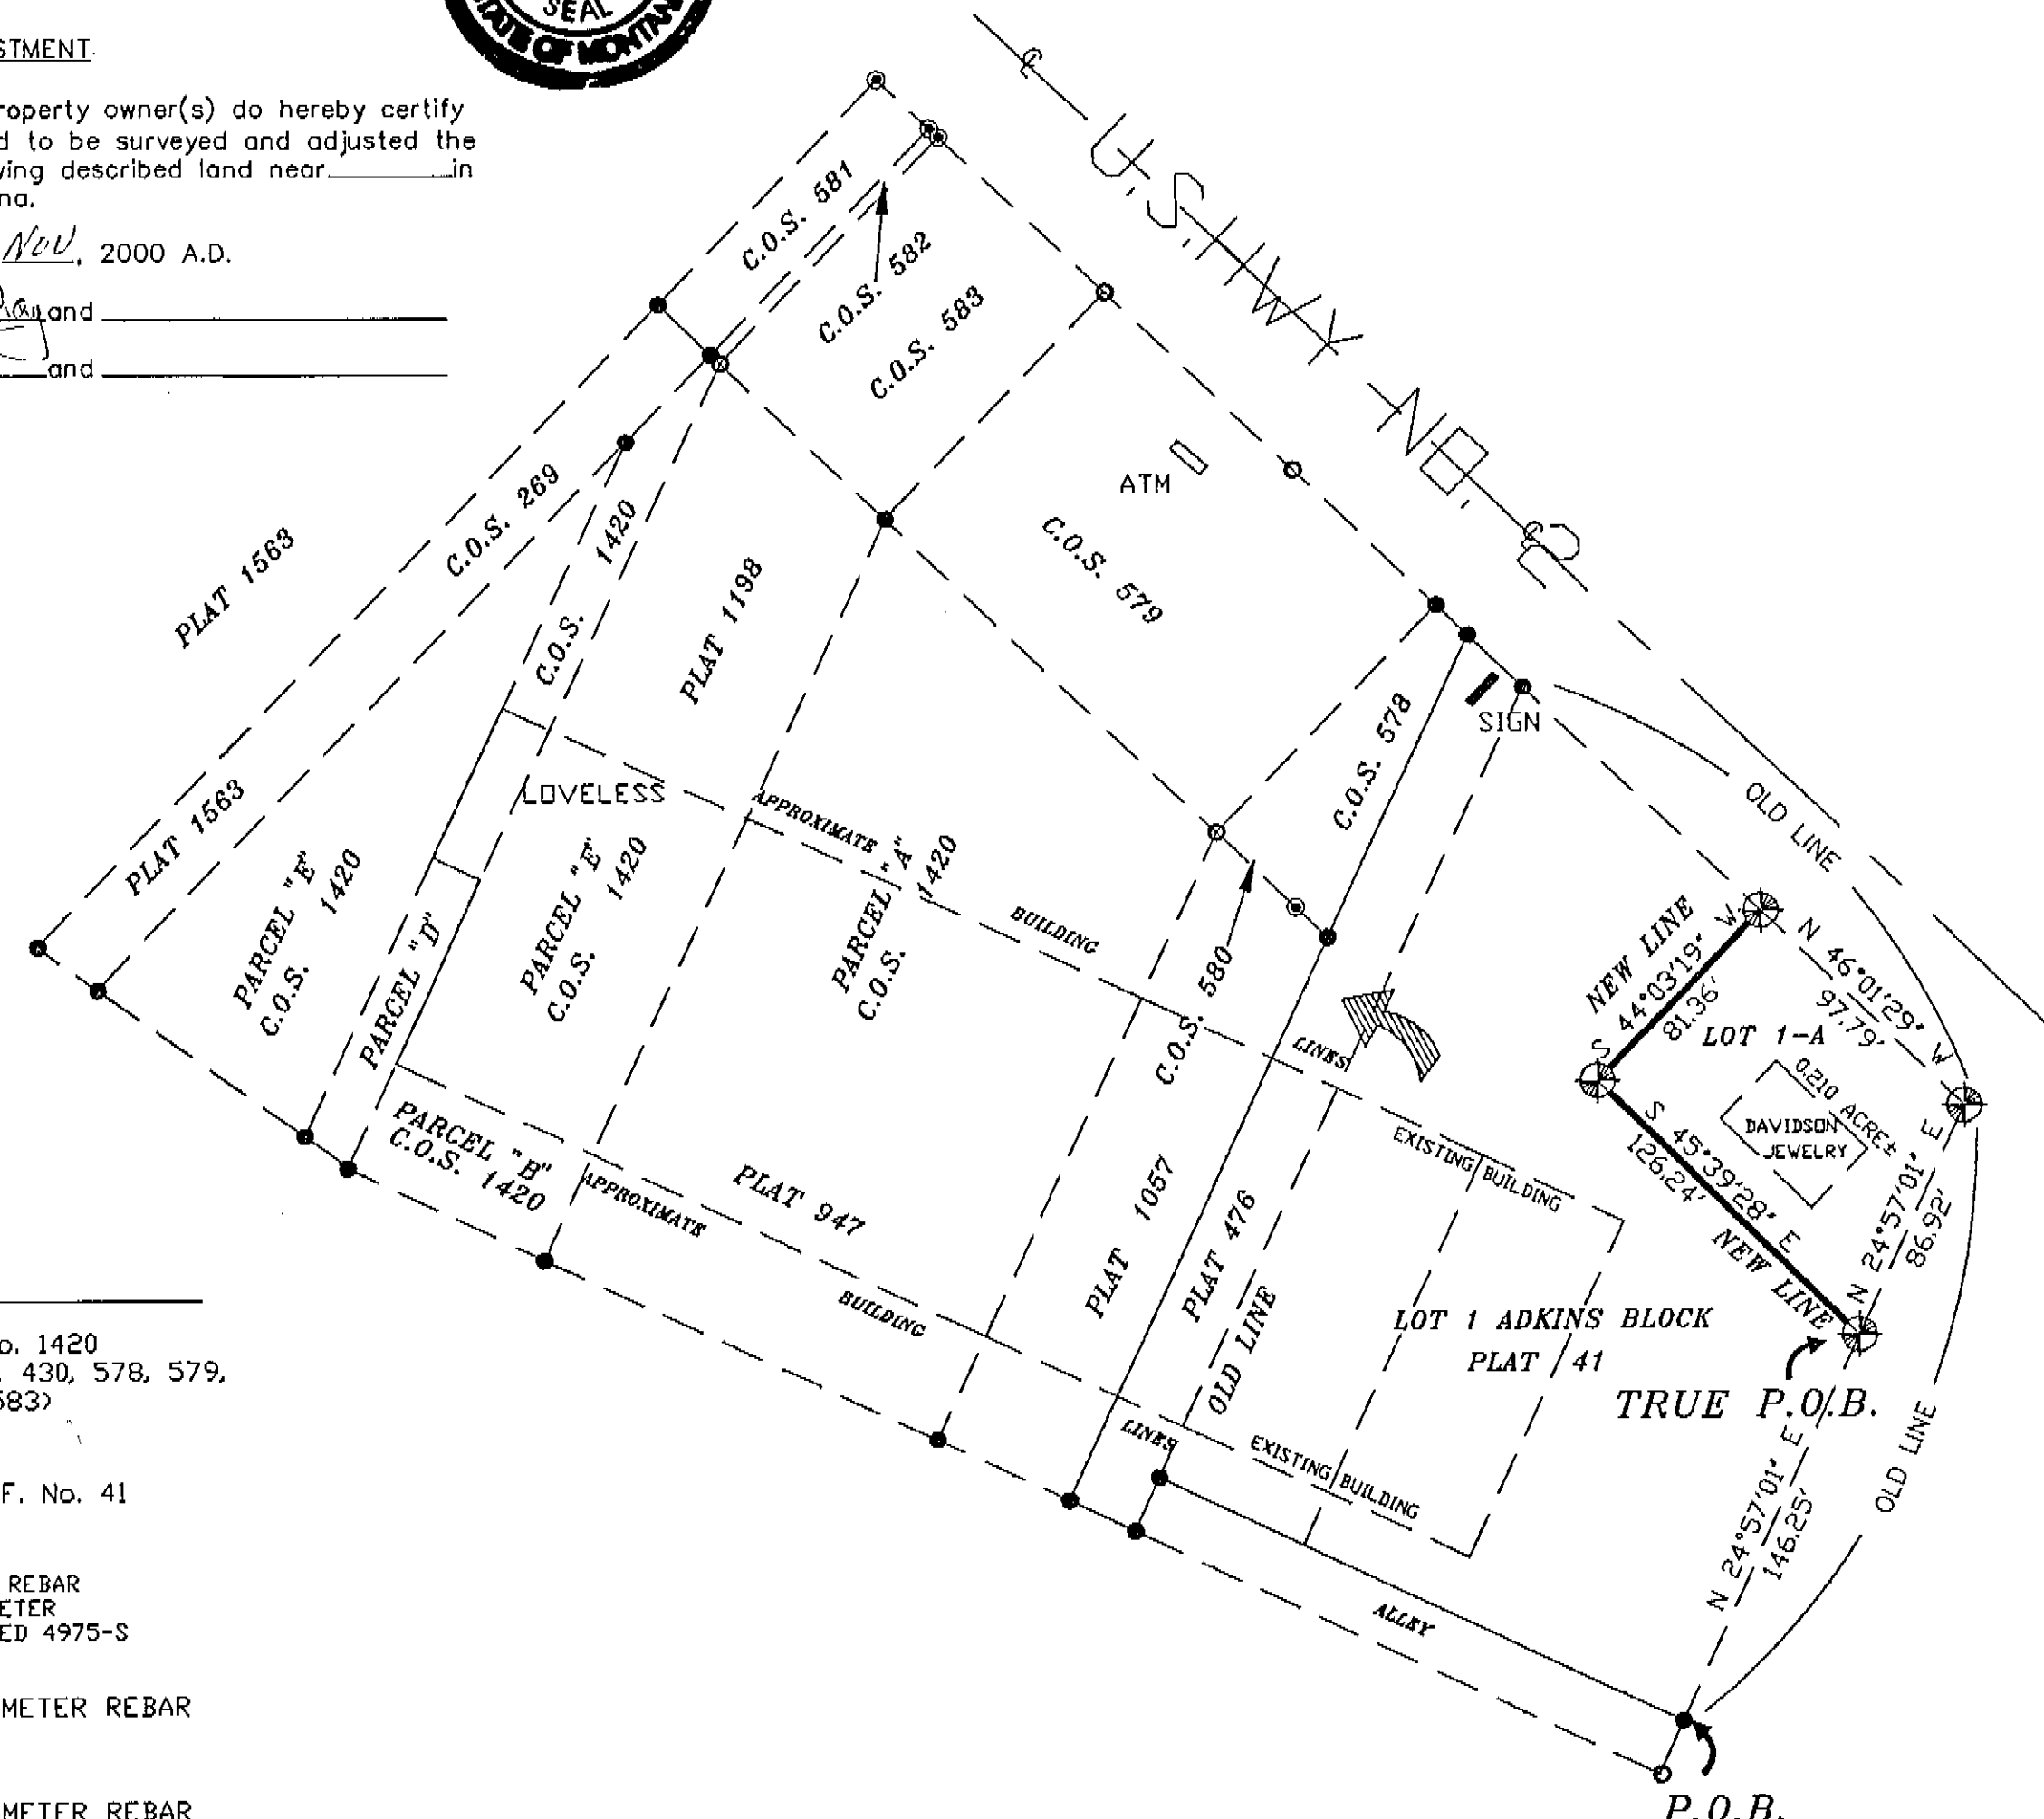 SEAL
STATE OF MONTAN
STMENT
roperty owner(s) do hereby certify
d to be surveyed and adjusted the
ving described land near in
na.
Nov, 2000 A.D.
and
and
U.S. HWY NO. 2
C.O.S. 581
C.O.S. 582
C.O.S. 583
ATM
C.O.S. 579
C.O.S. 269
PLAT 1563
C.O.S. 1420
PLAT 1198
C.O.S. 578
SIGN
OLD LINE
PLAT 1563
LOVELESS
APPROXIMATE
BUILDING
LINES
PARCEL "E"
C.O.S. 1420
PARCEL "D"
PARCEL "E"
C.O.S. 1420
PARCEL "A"
C.O.S. 1420
C.O.S. 580
NEW LINE
S 44°03'19" W
81.36'
N 46°01'29" W
97.79'
LOT 1-A
0.210 ACRE±
DAVIDSON
JEWELRY
S 45°39'28" E
126.24'
NEW LINE
N 24°57'01" E
86.92'
PARCEL "B"
C.O.S. 1420
APPROXIMATE
BUILDING
LINES
PLAT 947
PLAT 1057
PLAT 476
OLD LINE
EXISTING BUILDING
LOT 1 ADKINS BLOCK
PLAT 41
TRUE P.O.B.
EXISTING BUILDING
OLD LINE
N 24°57'01" E
146.25'
ALLEY
P.O.B.
o. 1420
. 430, 578, 579,
583)
F. No. 41
REBAR
ETER
ED 4975-S
METER REBAR
METER REBAR